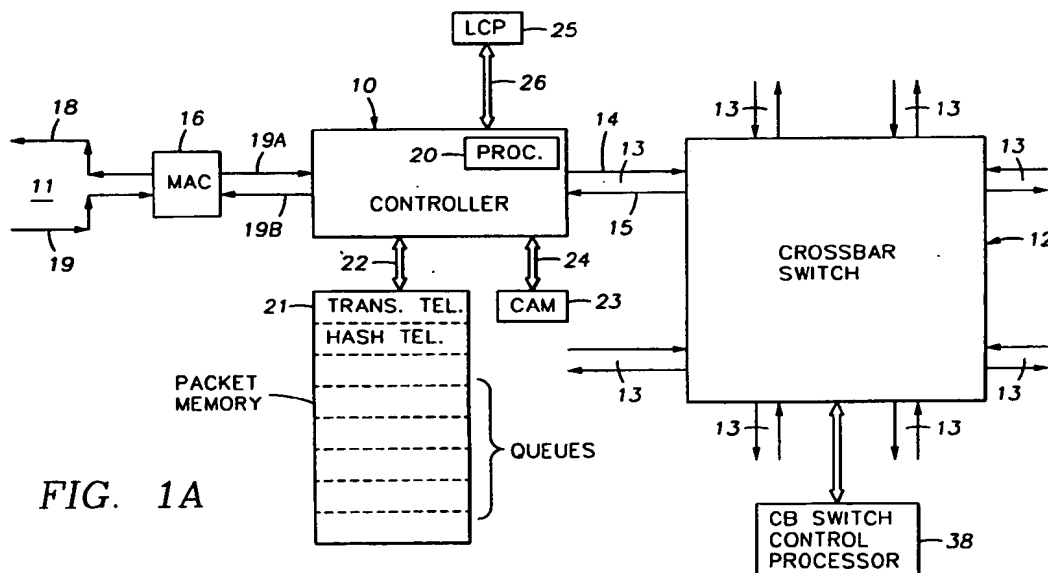 LCP 25
26
10
18
16
19A
MAC
11
19B
19
20 PROC.
CONTROLLER
14
13
15
13
13
13
CROSSBAR
SWITCH
12
22
24
21 TRANS. TEL.
HASH TEL.
CAM 23
PACKET
MEMORY
QUEUES
13
13
13
13
CB SWITCH
CONTROL
PROCESSOR
38
FIG. 1A